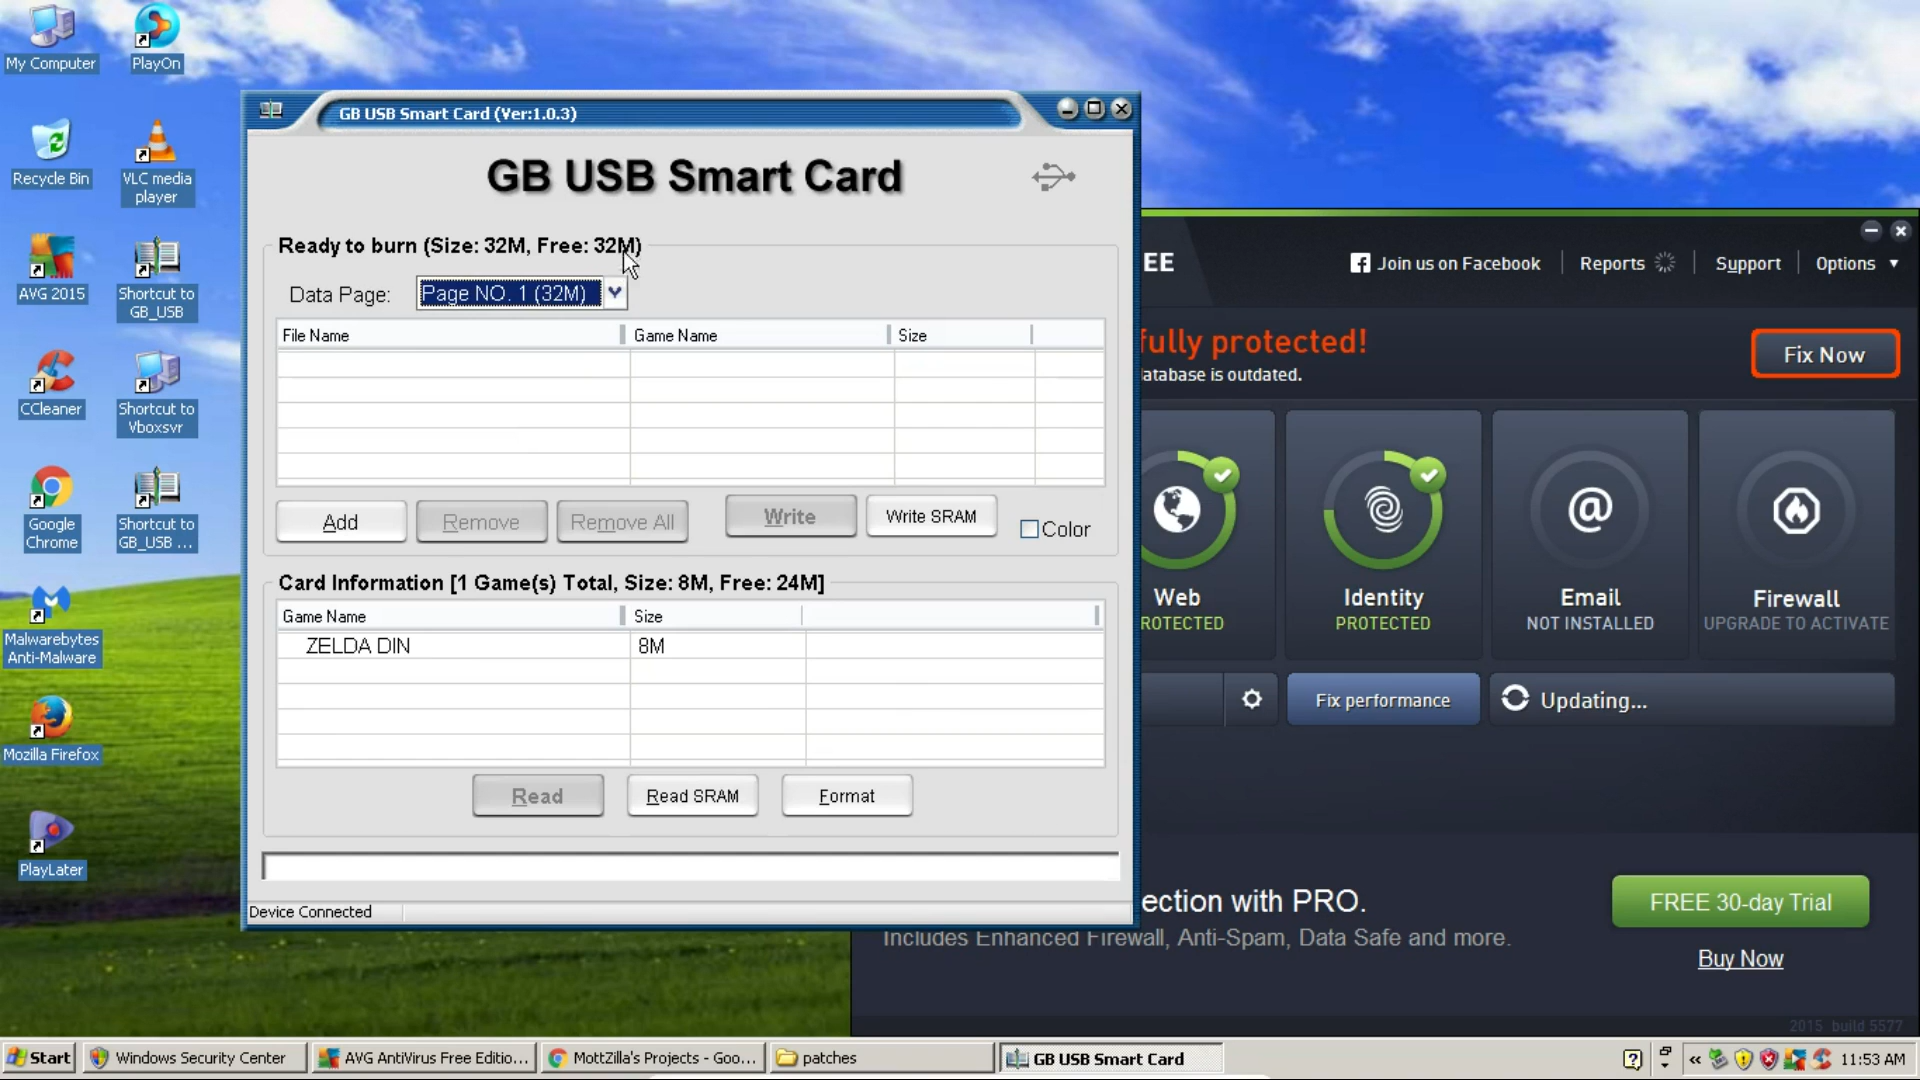 My Computer
PlayOn
Recycle Bin
VLC media
player
AVG 2015
Shortcut to
GB_USB
CCleaner
Shortcut to
Vboxsvr
Google
Chrome
Shortcut to
GB_USB ...
Malwarebytes
Anti-Malware
Mozilla Firefox
PlayLater
GB USB Smart Card (Ver:1.0.3)
GB USB Smart Card
Ready to burn (Size: 32M, Free: 32M)
Data Page:
Page NO. 1 (32M)
File Name
Game Name
Size
Add
Remove
Remove All
Write
Write SRAM
Color
Card Information [1 Game(s) Total, Size: 8M, Free: 24M]
Game Name
Size
ZELDA DIN
8M
Read
Read SRAM
Format
Device Connected
EE
Join us on Facebook
Reports
Support
Options
fully protected!
atabase is outdated.
Fix Now
Web
ROTECTED
Identity
PROTECTED
@
Email
NOT INSTALLED
Firewall
UPGRADE TO ACTIVATE
Fix performance
Updating...
ection with PRO.
Includes Enhanced Firewall, Anti-Spam, Data Safe and more.
FREE 30-day Trial
Buy Now
2015 build 5577
Start
Windows Security Center
AVG AntiVirus Free Editio...
MottZilla's Projects - Goo...
patches
GB USB Smart Card
11:53 AM